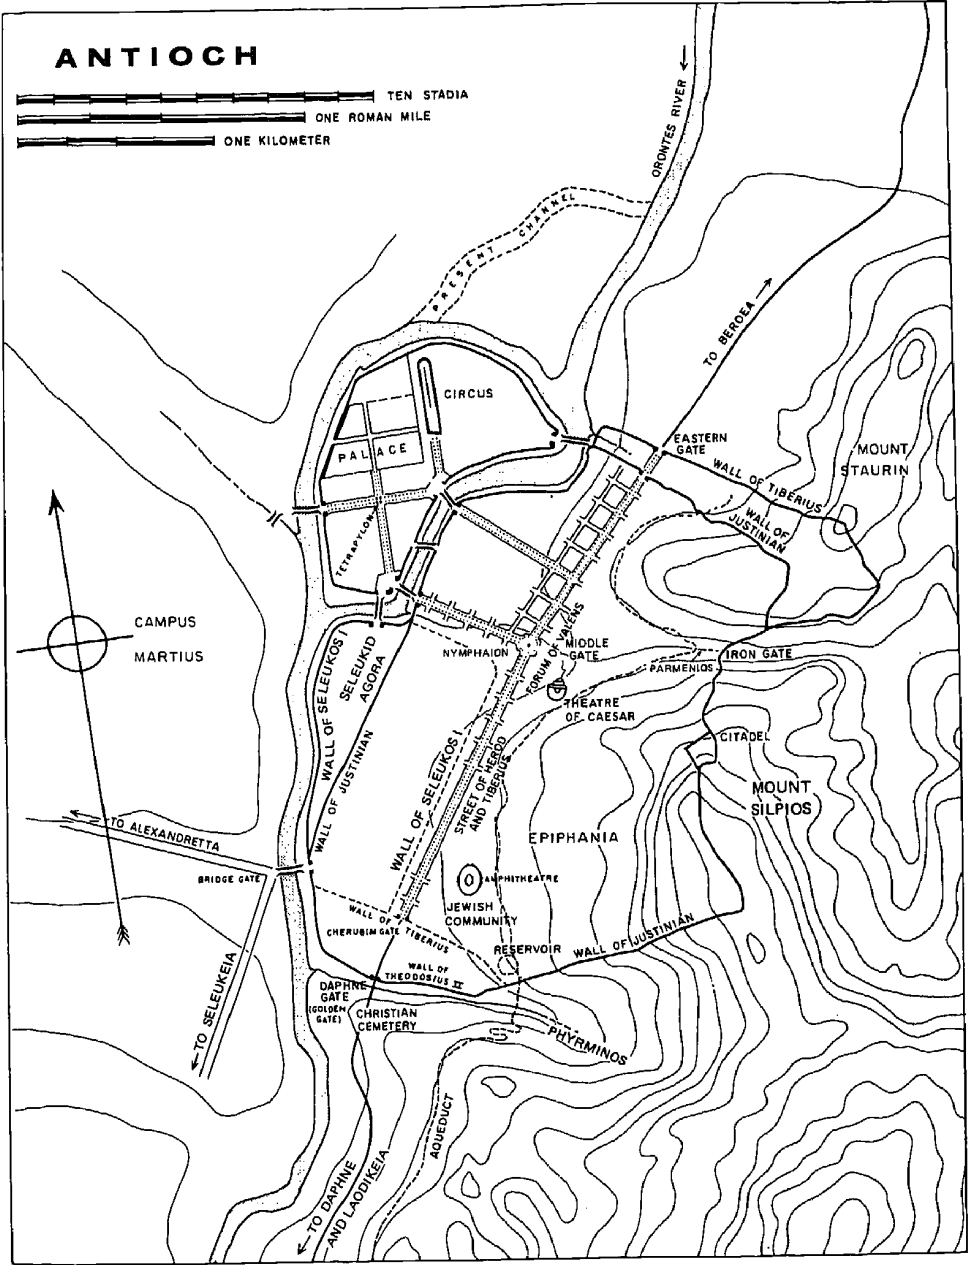 ANTIOCH
TEN STADIA
ONE ROMAN MILE
ONE KILOMETER
ORONTES RIVER
PRESENT CHANNEL
TO BEROEA
CIRCUS
PALACE
EASTERN
GATE
MOUNT
STAURIN
WALL OF TIBERIUS
WALL OF
JUSTINIAN
TETRAPYLON
CAMPUS
MARTIUS
NYMPHAION
FORUM OF VALENS
MIDDLE
GATE
PARMENIOS
IRON GATE
WALL OF SELEUKOS I
SELEUKID
AGORA
THEATRE
OF CAESAR
CITADEL
MOUNT
SILPIOS
WALL OF JUSTINIAN
WALL OF SELEUKOS I
STREET OF HEROD
AND TIBERIUS
EPIPHANIA
TO ALEXANDRETTA
BRIDGE GATE
AMPHITHEATRE
JEWISH
COMMUNITY
WALL OF TIBERIUS
CHERUBIM GATE
RESERVOIR
WALL OF JUSTINIAN
WALL OF
THEODOSIUS II
DAPHNE
GATE
(GOLDEN
GATE)
CHRISTIAN
CEMETERY
PHYRMINOS
TO SELEUKEIA
AQUEDUCT
TO DAPHNE
AND LAODIKEIA